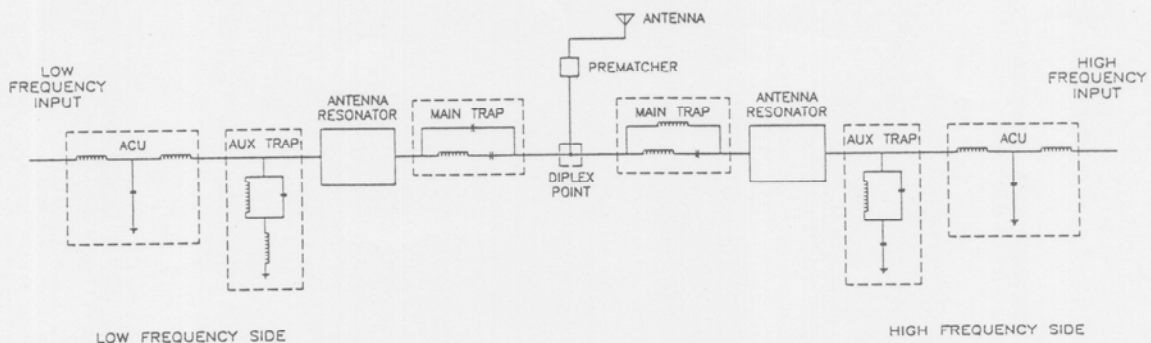 ANTENNA
PREMATCHER
LOW
FREQUENCY
INPUT
HIGH
FREQUENCY
INPUT
ANTENNA
RESONATOR
MAIN TRAP
MAIN TRAP
ANTENNA
RESONATOR
ACU
AUX TRAP
DIPLEX
POINT
AUX TRAP
ACU
LOW FREQUENCY SIDE
HIGH FREQUENCY SIDE